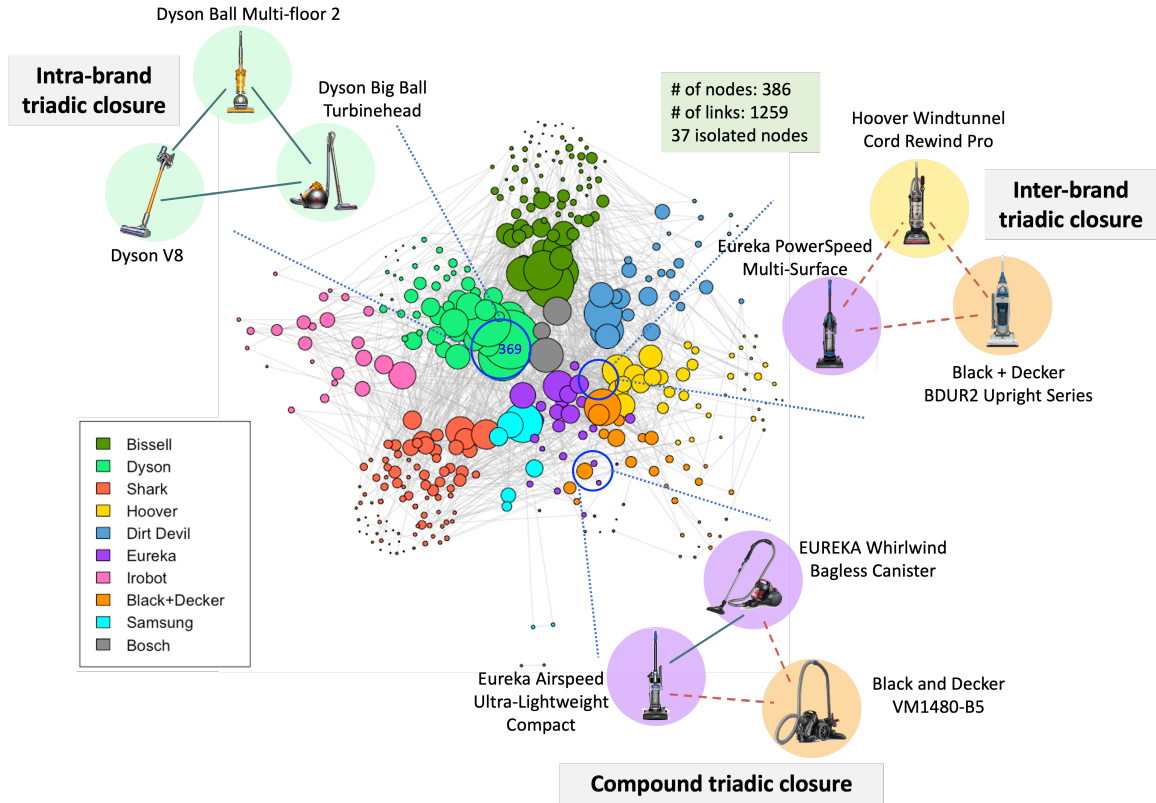 Dyson Ball Multi-floor 2
Intra-brand
triadic closure
Dyson Big Ball
Turbinehead
Dyson V8
# of nodes: 386
# of links: 1259
37 isolated nodes
Hoover Windtunnel
Cord Rewind Pro
Inter-brand
triadic closure
Eureka PowerSpeed
Multi-Surface
Black + Decker
BDUR2 Upright Series
369
Bissell
Dyson
Shark
Hoover
Dirt Devil
Eureka
Irobot
Black+Decker
Samsung
Bosch
EUREKA Whirlwind
Bagless Canister
Eureka Airspeed
Ultra-Lightweight
Compact
Black and Decker
VM1480-B5
Compound triadic closure